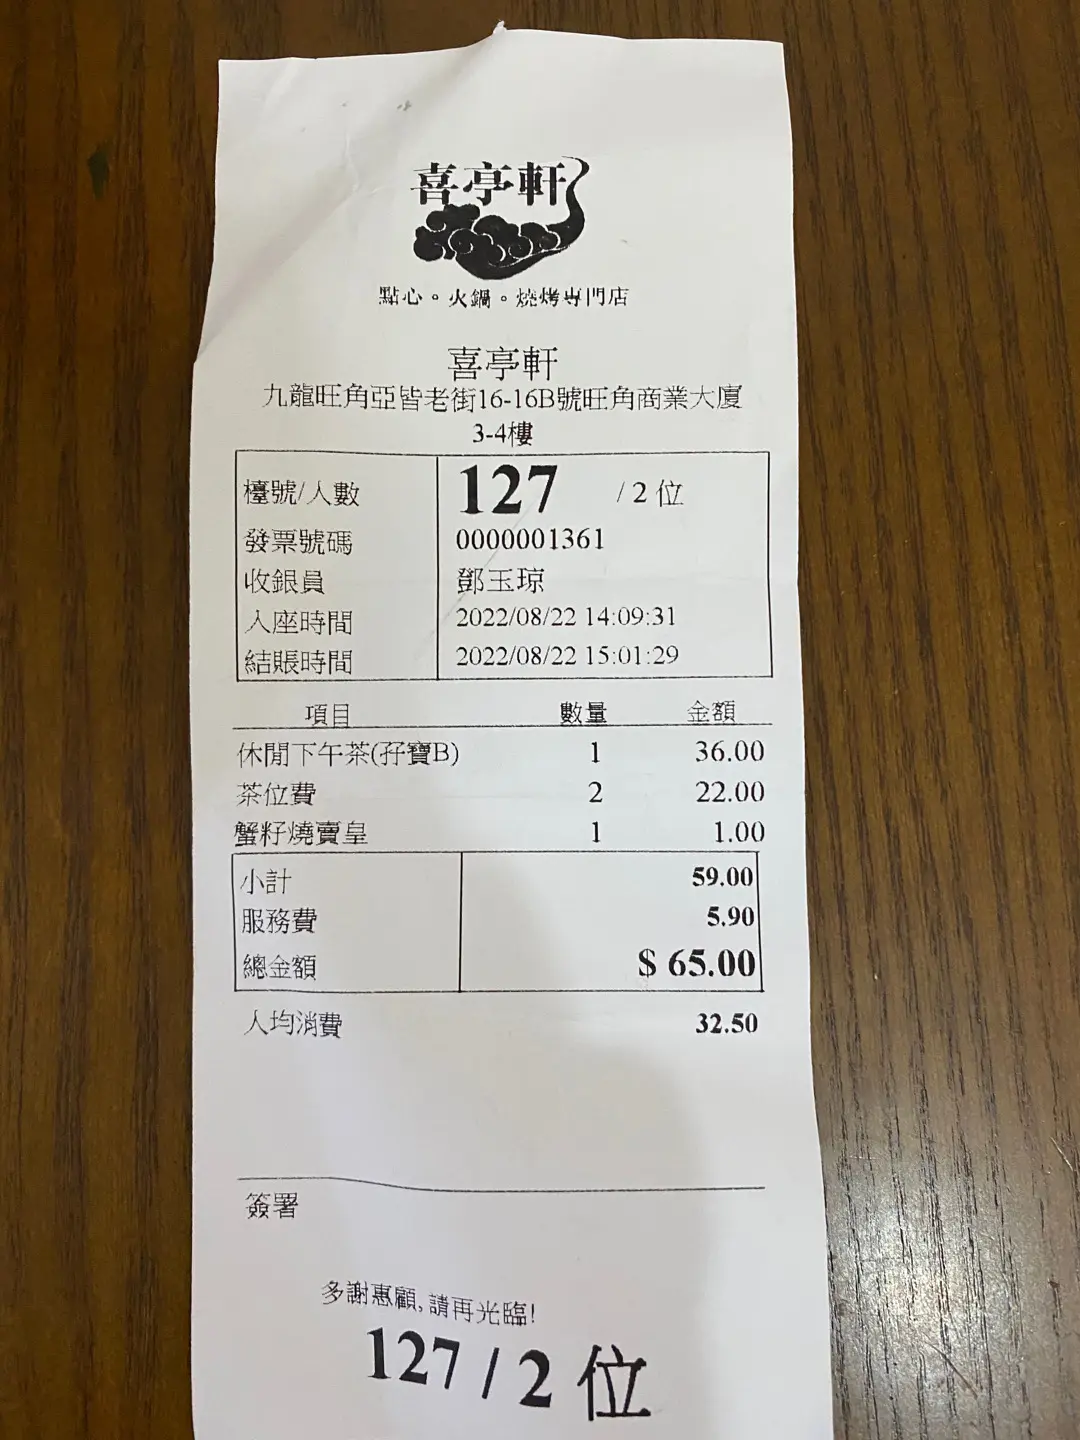 喜亭軒
點心。火鍋。燒烤專門店
喜亭軒
九龍旺角亞皆老街16-16B號旺角商業大廈
3-4樓
檯號/人數 127 / 2 位
發票號碼 0000001361
收銀員 鄧玉琼
入座時間 2022/08/22 14:09:31
結賬時間 2022/08/22 15:01:29
項目 數量 金額
休閒下午茶(孖寶B) 1 36.00
茶位費 2 22.00
蟹籽燒賣皇 1 1.00
小計 59.00
服務費 5.90
總金額 $ 65.00
人均消費 32.50
簽署
多謝惠顧,請再光臨!
127 / 2 位